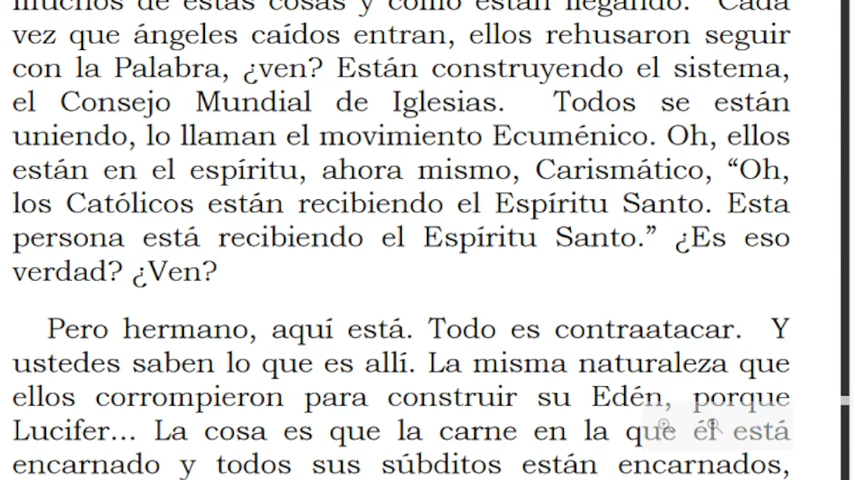 muchos de estas cosas y cómo están llegando. “Cada
vez que ángeles caídos entran, ellos rehusaron seguir
con la Palabra, ¿ven? Están construyendo el sistema,
el Consejo Mundial de Iglesias. Todos se están
uniendo, lo llaman el movimiento Ecuménico. Oh, ellos
están en el espíritu, ahora mismo, Carismático, “Oh,
los Católicos están recibiendo el Espíritu Santo. Esta
persona está recibiendo el Espíritu Santo.” ¿Es eso
verdad? ¿Ven?
Pero hermano, aquí está. Todo es contraatacar. Y
ustedes saben lo que es allí. La misma naturaleza que
ellos corrompieron para construir su Edén, porque
Lucifer... La cosa es que la carne en la que él está
encarnado y todos sus súbditos están encarnados,